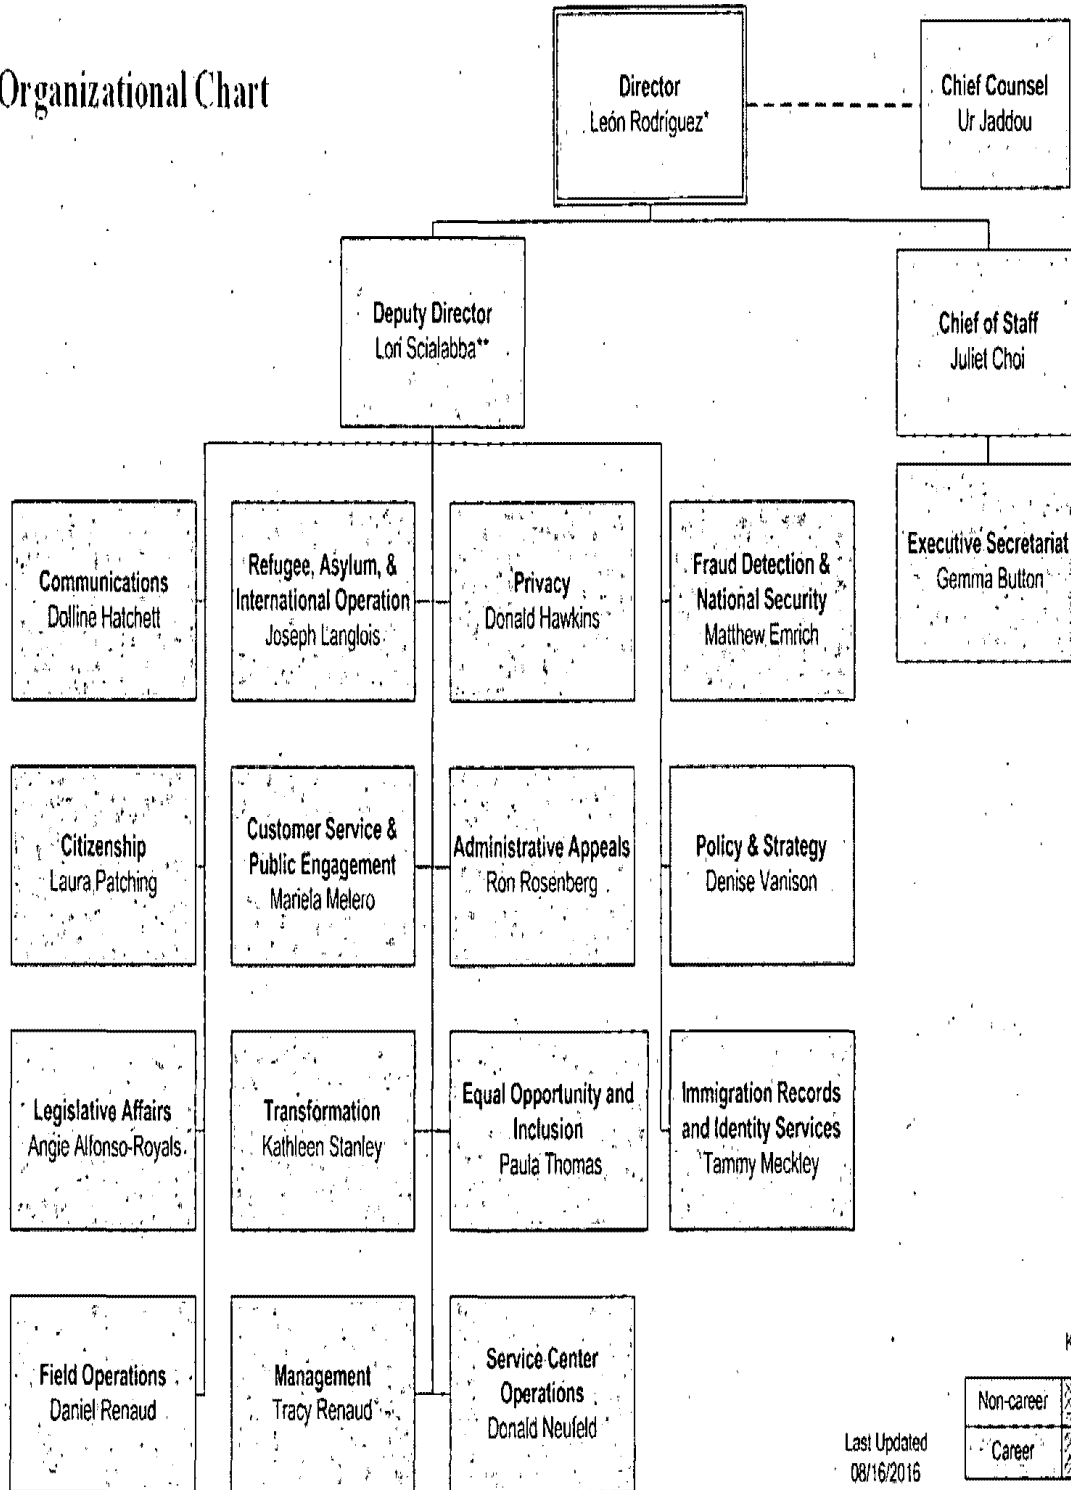 Organizational Chart
Director
León Rodríguez*
Chief Counsel
Ur Jaddou
Deputy Director
Lori Scialabba**
Chief of Staff
Juliet Choi
Executive Secretariat
Gemma Button
Communications
Dolline Hatchett
Refugee, Asylum, &
International Operation
Joseph Langlois
Privacy
Donald Hawkins
Fraud Detection &
National Security
Matthew Emrich
Citizenship
Laura Patching
Customer Service &
Public Engagement
Mariela Melero
Administrative Appeals
Ron Rosenberg
Policy & Strategy
Denise Vanison
Legislative Affairs
Angie Alfonso-Royals
Transformation
Kathleen Stanley
Equal Opportunity and
Inclusion
Paula Thomas
Immigration Records
and Identity Services
Tammy Meckley
Field Operations
Daniel Renaud
Management
Tracy Renaud
Service Center
Operations
Donald Neufeld
K
Non-career
Career
Last Updated
08/16/2016